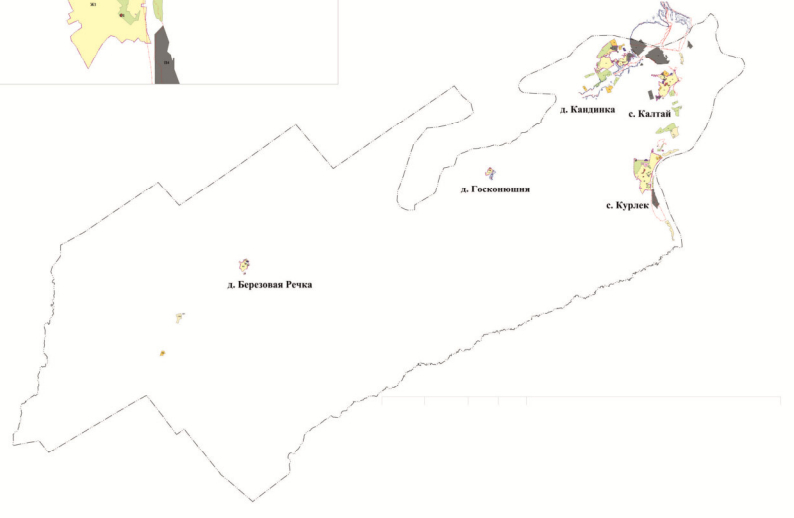 д. Кандинка
с. Калтай
д. Госконюшня
с. Курлек
д. Березовая Речка